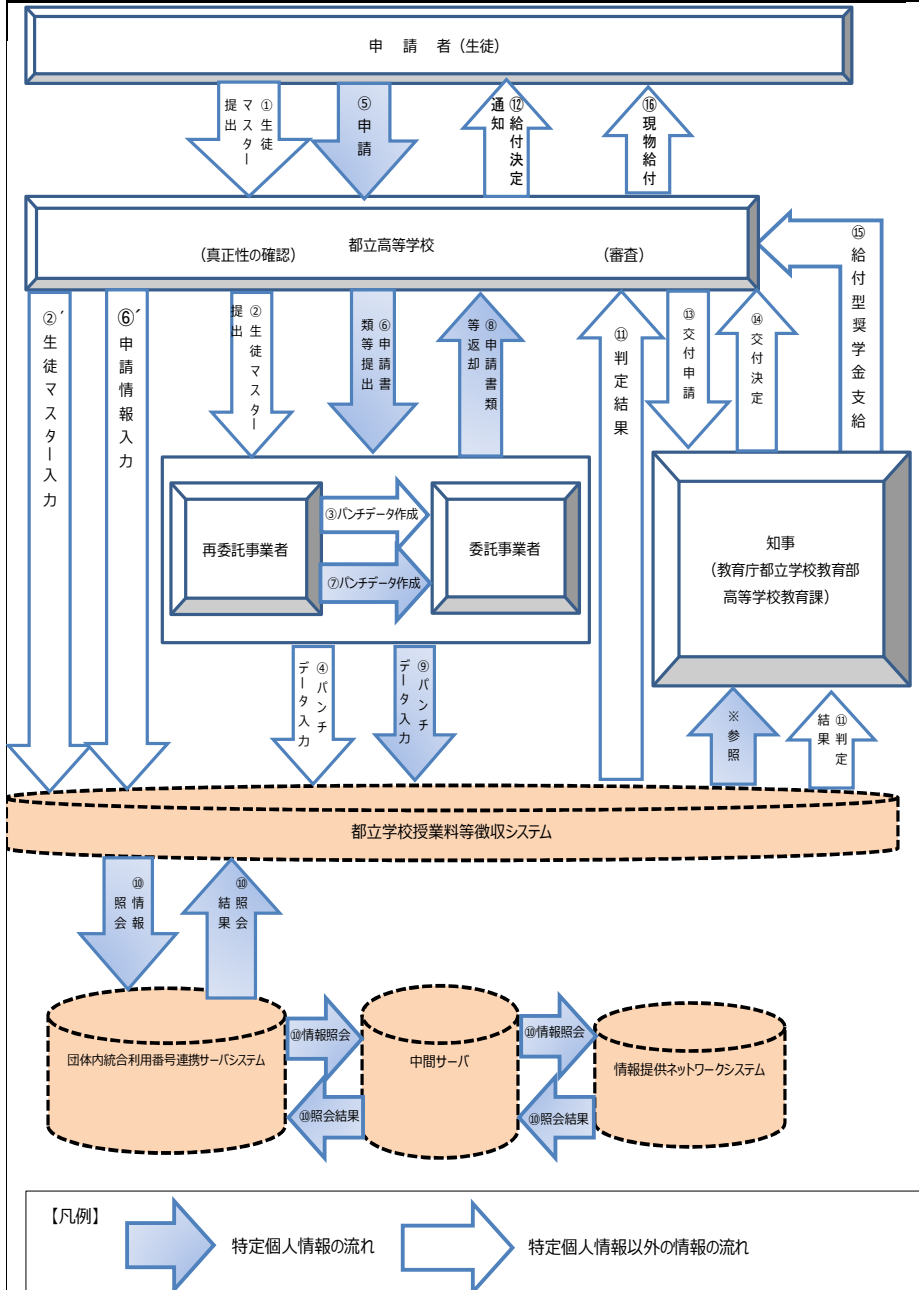 申　請　者（生徒）
①生徒
マスター
提出
⑤申請
⑫給付決定
通知
⑯現物給付
都立高等学校
（真正性の確認）
（審査）
⑮給付型奨学金支給
②´生徒マスター入力
⑥´申請情報入力
②生徒マスター
提出
⑥申請書
類等提出
⑧申請書類
等返却
⑪判定結果
⑬交付申請
⑭交付決定
再委託事業者
③パンチデータ作成
⑦パンチデータ作成
委託事業者
知事
（教育庁都立学校教育部
高等学校教育課）
④パンチ
データ入力
⑨パンチ
データ入力
※参照
⑪判定
結果
都立学校授業料等徴収システム
⑩情報
照会
⑩照会
結果
団体内統合利用番号連携サーバシステム
⑩情報照会
⑩照会結果
中間サーバ
⑩情報照会
⑩照会結果
情報提供ネットワークシステム
【凡例】
特定個人情報の流れ
特定個人情報以外の情報の流れ